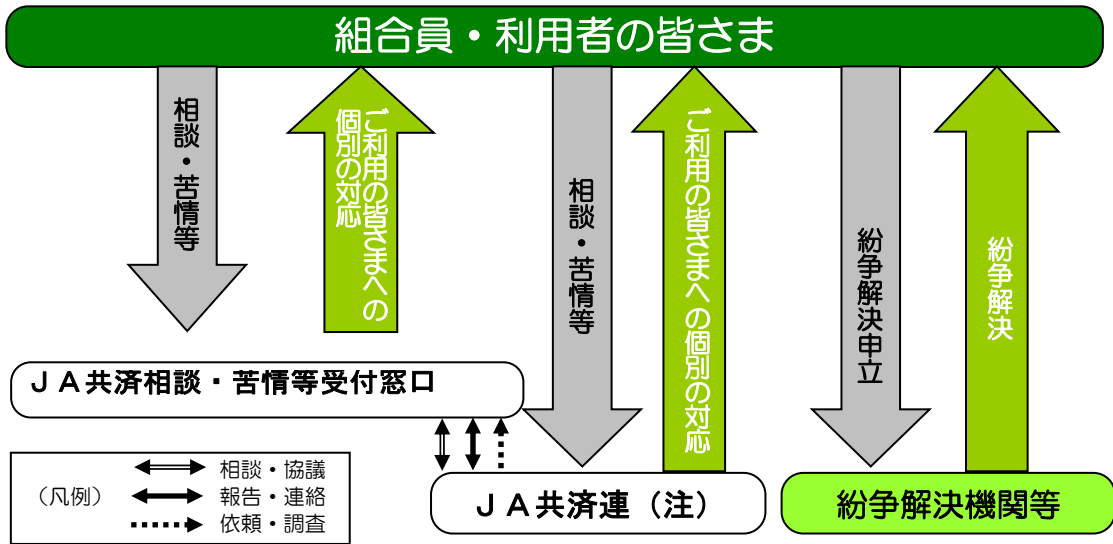 組合員・利用者の皆さま
相談・苦情等
ご利用の皆さまへの
個別の対応
相談・苦情等
ご利用の皆さまへの個別の対応
紛争解決申立
紛争解決
ＪＡ共済相談・苦情等受付窓口
（凡例）
相談・協議
報告・連絡
依頼・調査
ＪＡ共済連（注）
紛争解決機関等